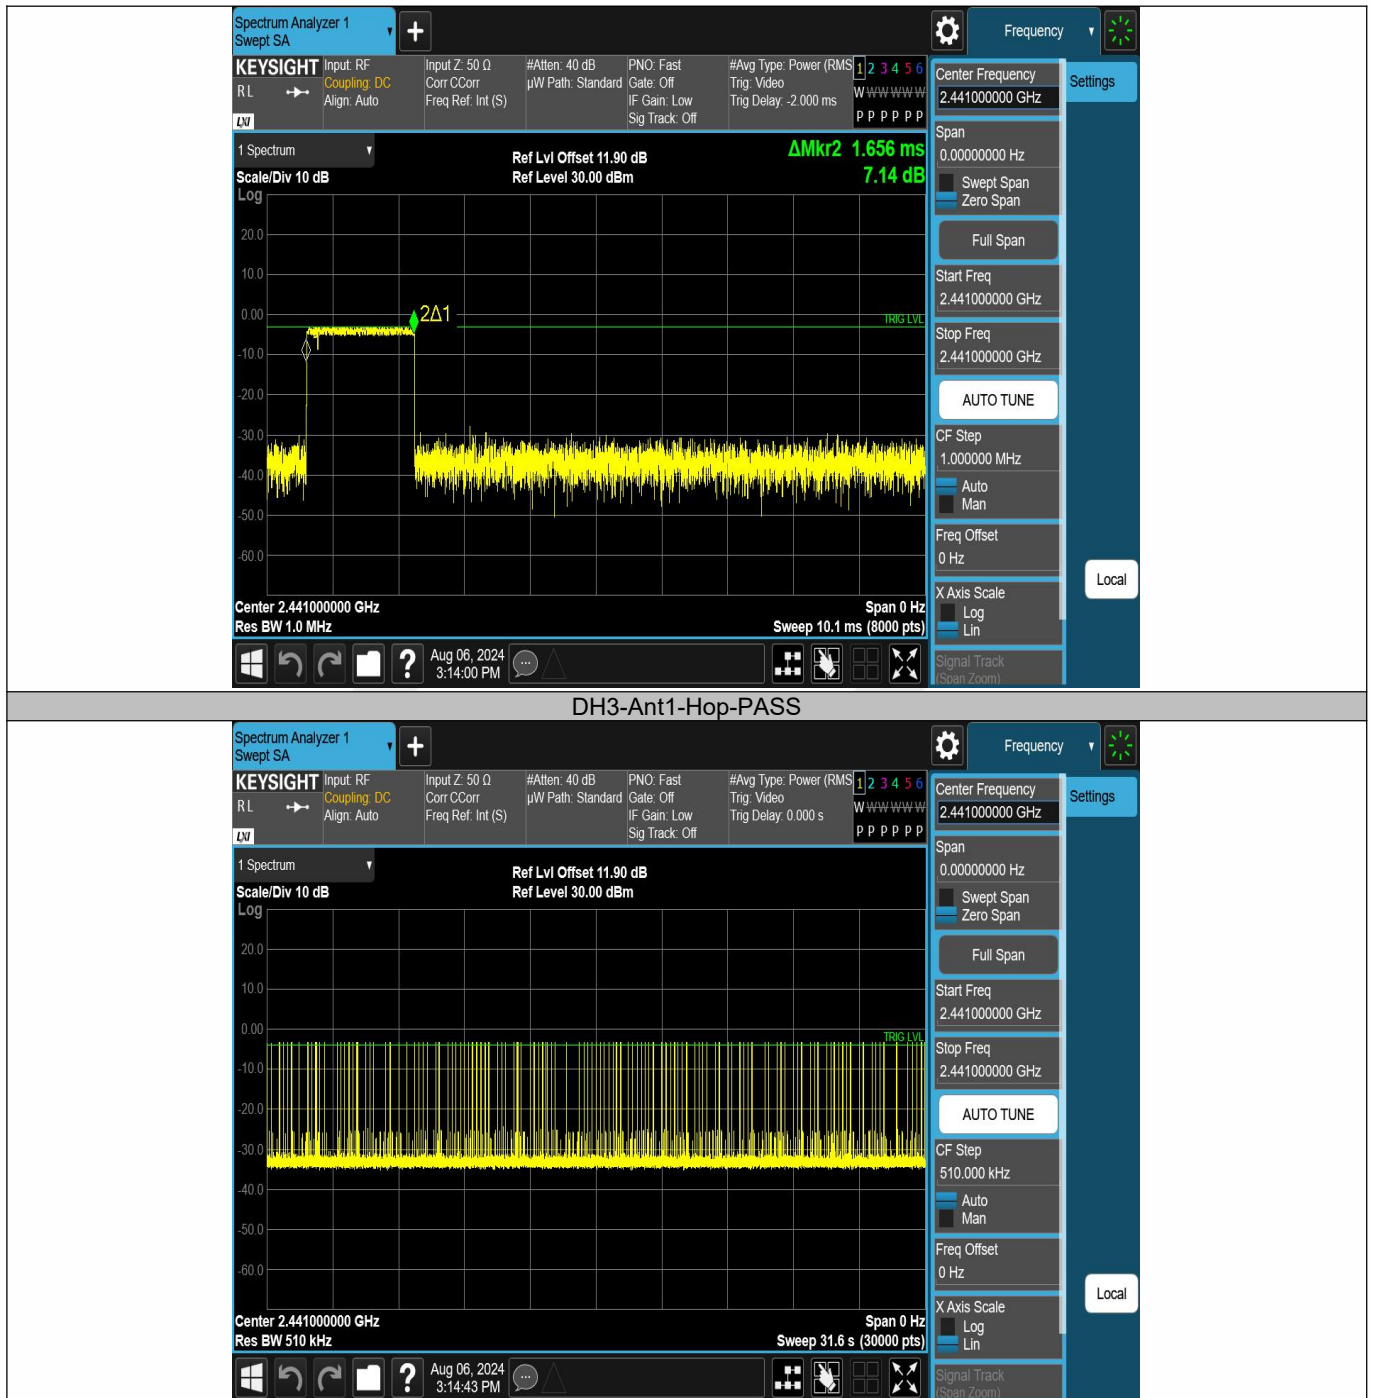 Spectrum Analyzer 1
Swept SA
Frequency
KEYSIGHT
RL
LXI
Input: RF
Coupling: DC
Align: Auto
Input Z: 50 Ω
Corr CCorr
Freq Ref: Int (S)
#Atten: 40 dB
µW Path: Standard
PNO: Fast
Gate: Off
IF Gain: Low
Sig Track: Off
#Avg Type: Power (RMS
Trig: Video
Trig Delay: -2.000 ms
1 2 3 4 5 6
W W W W W W
P P P P P P
Center Frequency
2.441000000 GHz
Settings
Span
0.00000000 Hz
Swept Span
Zero Span
Full Span
Start Freq
2.441000000 GHz
Stop Freq
2.441000000 GHz
AUTO TUNE
CF Step
1.000000 MHz
Auto
Man
Freq Offset
0 Hz
X Axis Scale
Log
Lin
Signal Track
(Span Zoom)
Local
1 Spectrum
Scale/Div 10 dB
Log
Ref Lvl Offset 11.90 dB
Ref Level 30.00 dBm
ΔMkr2 1.656 ms
7.14 dB
20.0
10.0
0.00
-10.0
-20.0
-30.0
-40.0
-50.0
-60.0
2Δ1
TRIG LVL
Center 2.441000000 GHz
Res BW 1.0 MHz
Span 0 Hz
Sweep 10.1 ms (8000 pts)
?
Aug 06, 2024
3:14:00 PM
DH3-Ant1-Hop-PASS
Spectrum Analyzer 1
Swept SA
Frequency
KEYSIGHT
RL
LXI
Input: RF
Coupling: DC
Align: Auto
Input Z: 50 Ω
Corr CCorr
Freq Ref: Int (S)
#Atten: 40 dB
µW Path: Standard
PNO: Fast
Gate: Off
IF Gain: Low
Sig Track: Off
#Avg Type: Power (RMS
Trig: Video
Trig Delay: 0.000 s
1 2 3 4 5 6
W W W W W W
P P P P P P
Center Frequency
2.441000000 GHz
Settings
Span
0.00000000 Hz
Swept Span
Zero Span
Full Span
Start Freq
2.441000000 GHz
Stop Freq
2.441000000 GHz
AUTO TUNE
CF Step
510.000 kHz
Auto
Man
Freq Offset
0 Hz
X Axis Scale
Log
Lin
Signal Track
(Span Zoom)
Local
1 Spectrum
Scale/Div 10 dB
Log
Ref Lvl Offset 11.90 dB
Ref Level 30.00 dBm
20.0
10.0
0.00
-10.0
-20.0
-30.0
-40.0
-50.0
-60.0
TRIG LVL
Center 2.441000000 GHz
Res BW 510 kHz
Span 0 Hz
Sweep 31.6 s (30000 pts)
?
Aug 06, 2024
3:14:43 PM